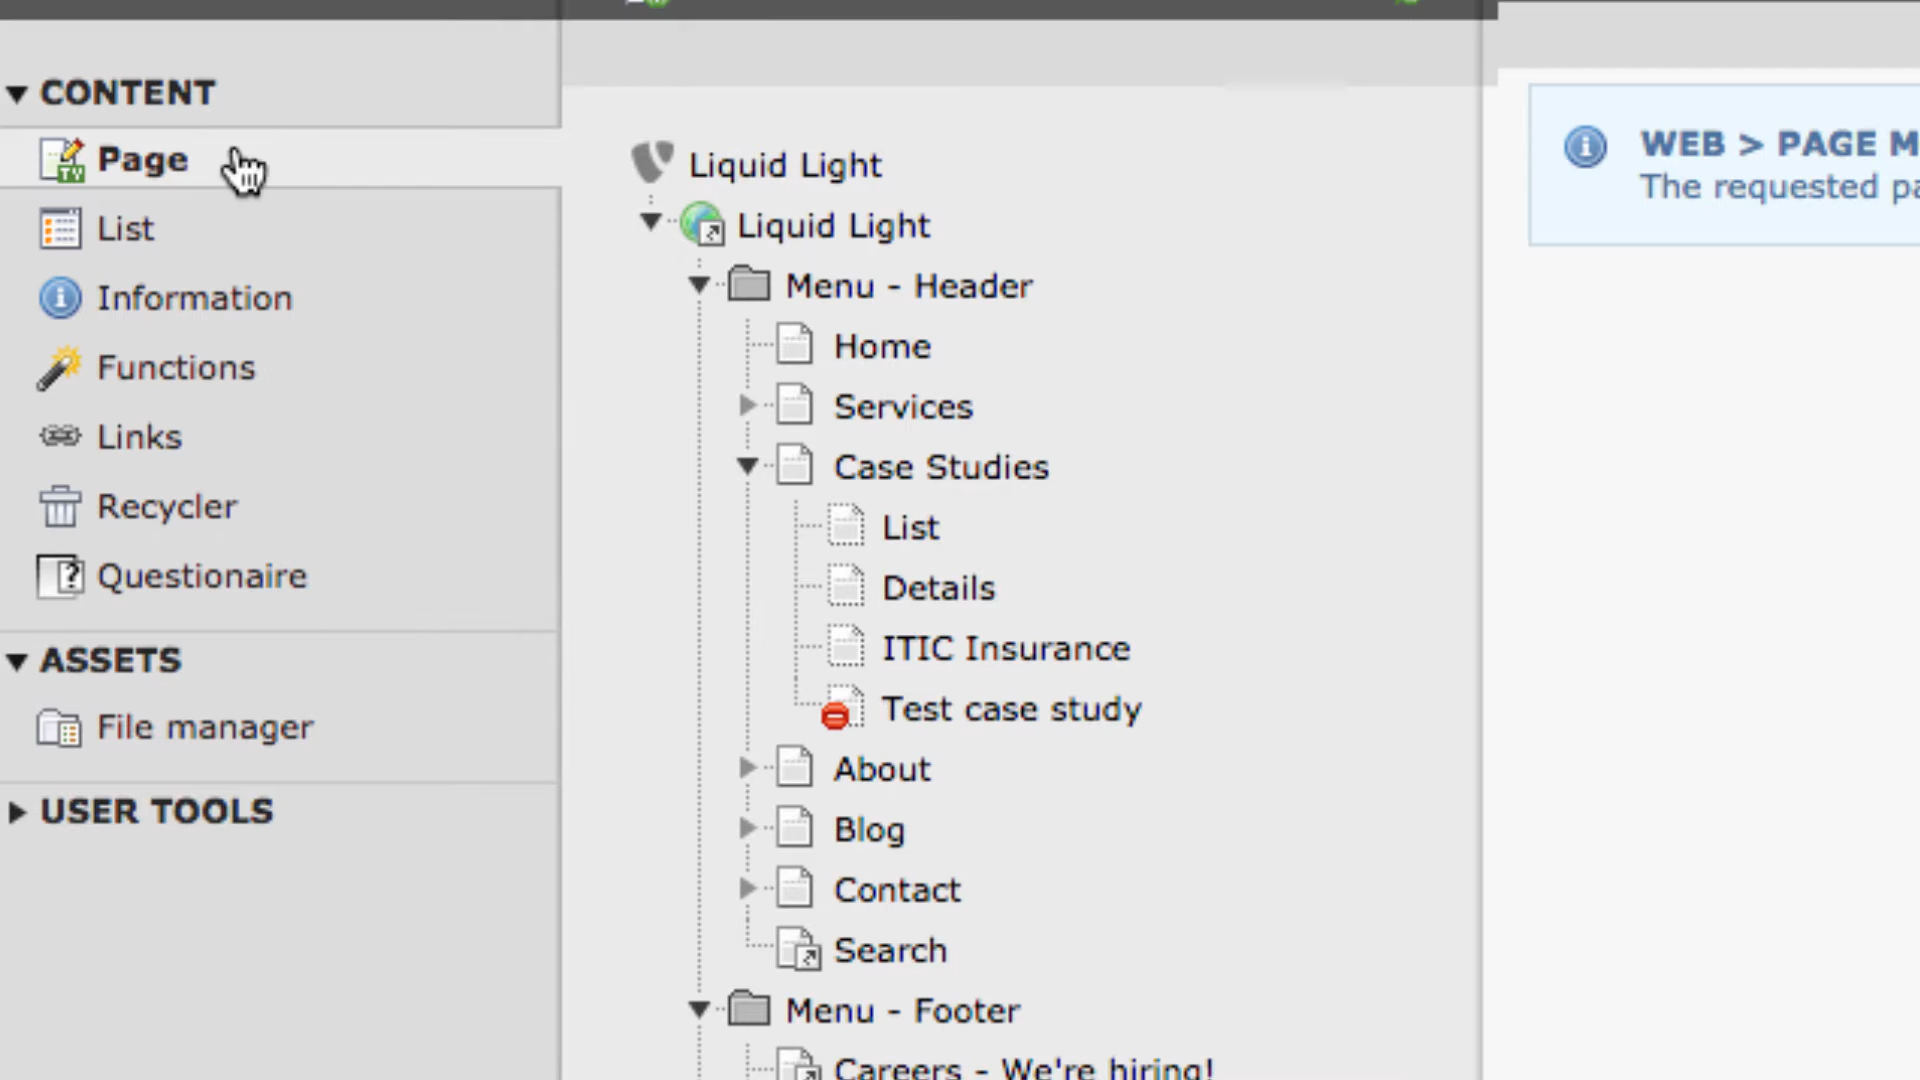 CONTENT
Page
List
Information
Functions
Links
Recycler
Questionaire
ASSETS
File manager
USER TOOLS
Liquid Light
Liquid Light
Menu - Header
Home
Services
Case Studies
List
Details
ITIC Insurance
Test case study
About
Blog
Contact
Search
Menu - Footer
Careers - We're hiring!
WEB > PAGE M
The requested pa